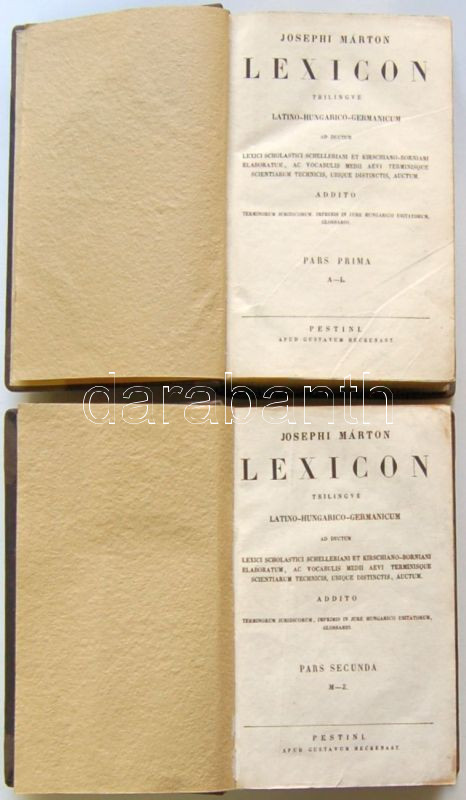 JOSEPHI MÁRTON
LEXICON
TRILINGVE
LATINO-HUNGARICO-GERMANICUM
AD DUCTUM
LEXICI SCHOLASTICI SCHELLERIANI ET KIRSCHIANO-BORNIANI
ELABORATUM, AC VOCABULIS MEDII AEVI TERMINISQUE
SCIENTIARUM TECHNICIS, UBIQUE DISTINCTIS, AUCTUM.
ADDITO
TERMINORUM JURIDICORUM, IMPRIMIS IN JURE HUNGARICO USITATORUM,
GLOSSARIO.
PARS PRIMA
A—L.
PESTINI,
APUD GUSTAVUM HECKENAST.
darabanth
JOSEPHI MÁRTON
LEXICON
TRILINGVE
LATINO-HUNGARICO-GERMANICUM
AD DUCTUM
LEXICI SCHOLASTICI SCHELLERIANI ET KIRSCHIANO-BORNIANI
ELABORATUM, AC VOCABULIS MEDII AEVI TERMINISQUE
SCIENTIARUM TECHNICIS, UBIQUE DISTINCTIS, AUCTUM.
ADDITO
TERMINORUM JURIDICORUM, IMPRIMIS IN JURE HUNGARICO USITATORUM,
GLOSSARIO.
PARS SECUNDA
M—Z.
PESTINI,
APUD GUSTAVUM HECKENAST.